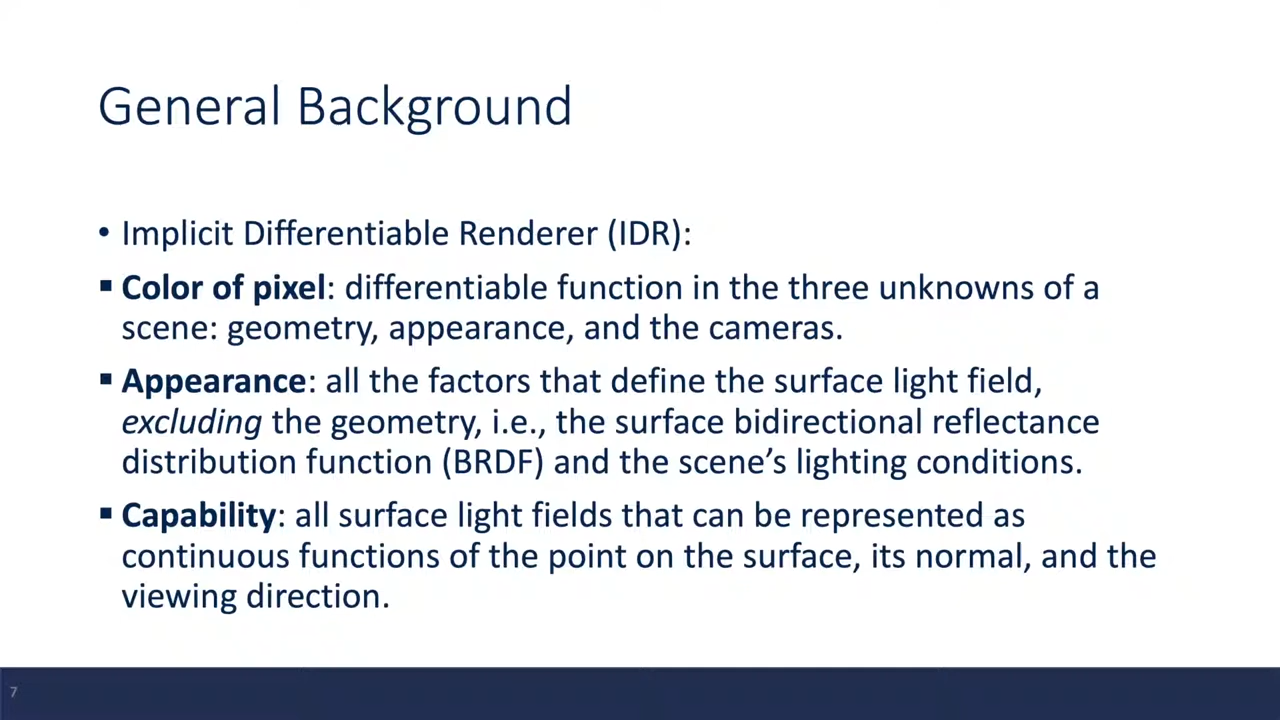 General Background
• Implicit Differentiable Renderer (IDR):
▪ Color of pixel: differentiable function in the three unknowns of a
scene: geometry, appearance, and the cameras.
▪ Appearance: all the factors that define the surface light field,
excluding the geometry, i.e., the surface bidirectional reflectance
distribution function (BRDF) and the scene’s lighting conditions.
▪ Capability: all surface light fields that can be represented as
continuous functions of the point on the surface, its normal, and the
viewing direction.
7